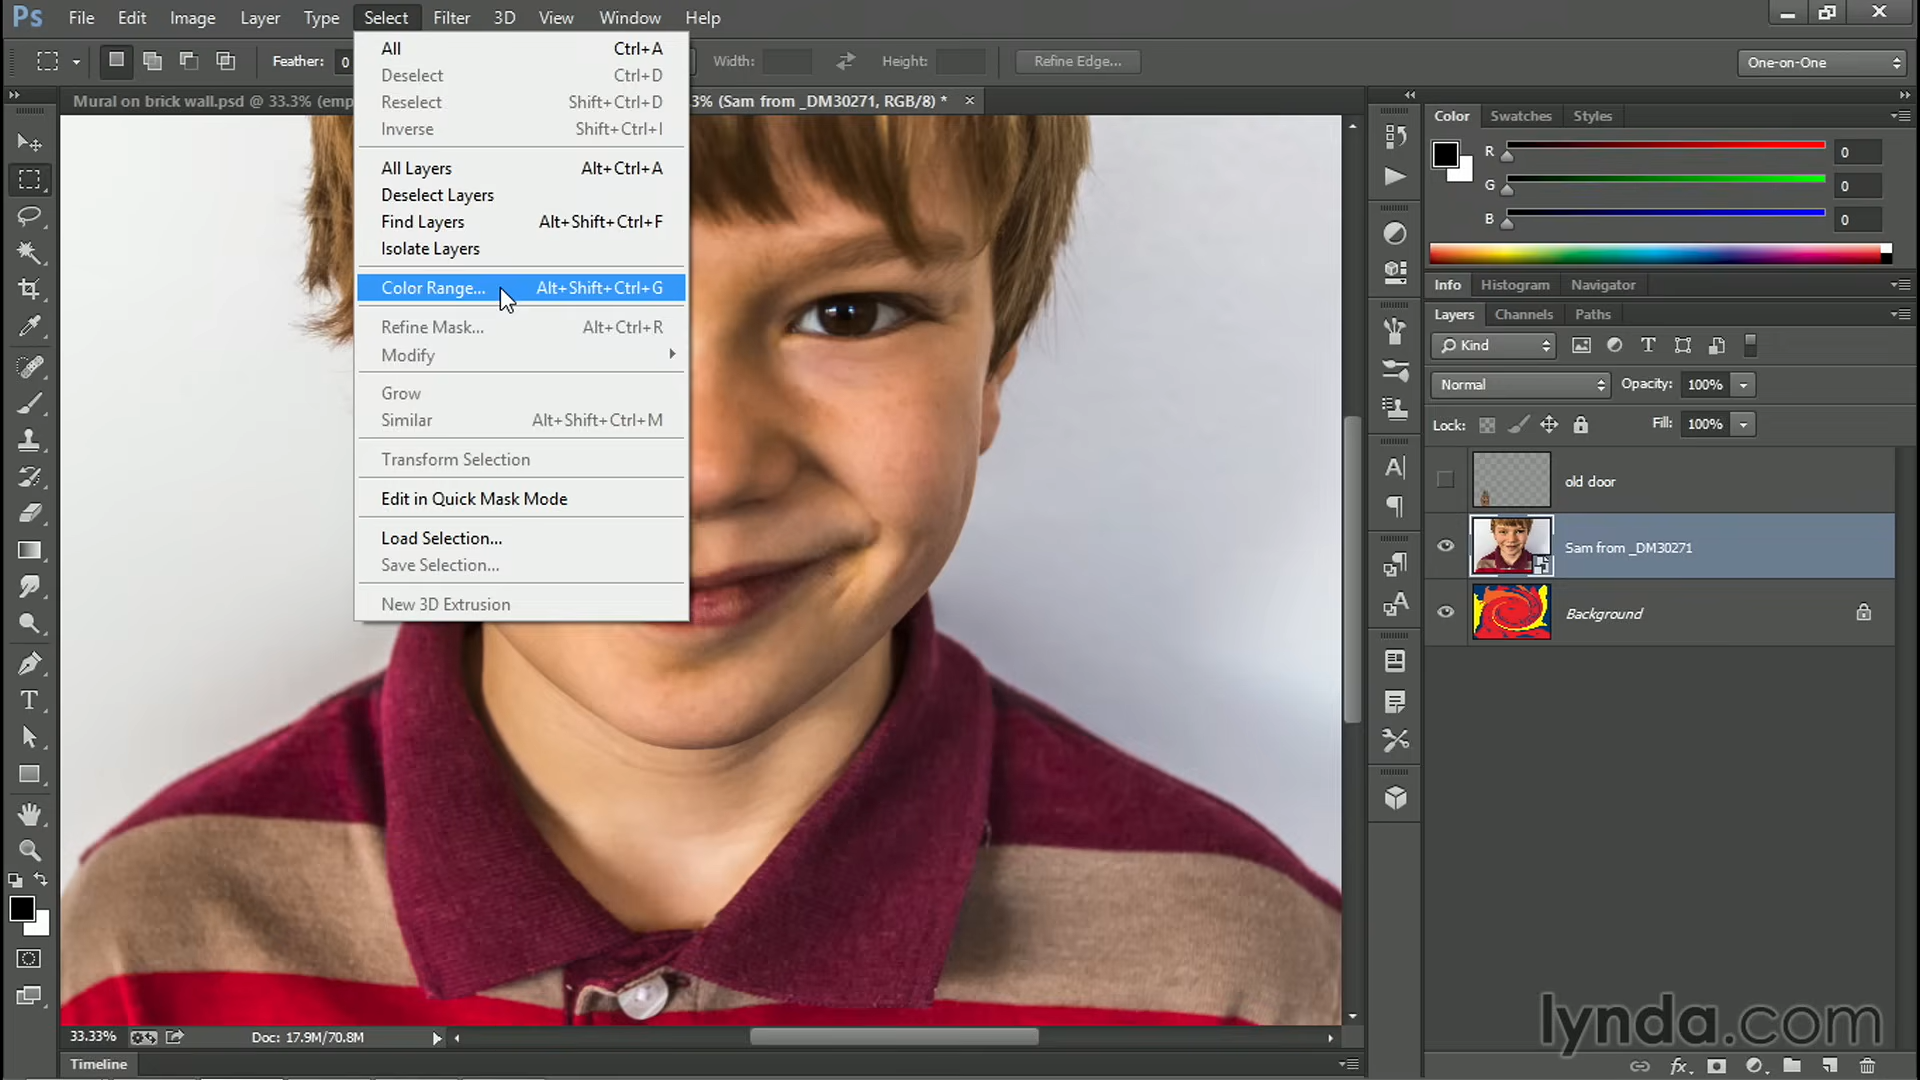 Ps File Edit Image Layer Type Select Filter 3D View Window Help
Feather: 0 Width: Height: Refine Edge... One-on-One
Mural on brick wall.psd @ 33.3% (emp 3% (Sam from _DM30271, RGB/8) * ×
All Ctrl+A
Deselect Ctrl+D
Reselect Shift+Ctrl+D
Inverse Shift+Ctrl+I
All Layers Alt+Ctrl+A
Deselect Layers
Find Layers Alt+Shift+Ctrl+F
Isolate Layers
Color Range... Alt+Shift+Ctrl+G
Refine Mask... Alt+Ctrl+R
Modify
Grow
Similar Alt+Shift+Ctrl+M
Transform Selection
Edit in Quick Mask Mode
Load Selection...
Save Selection...
New 3D Extrusion
Color Swatches Styles
R 0
G 0
B 0
Info Histogram Navigator
Layers Channels Paths
Kind
Normal Opacity: 100%
Lock: Fill: 100%
old door
Sam from _DM30271
Background
33.33% Doc: 17.9M/70.8M
Timeline
lynda.com